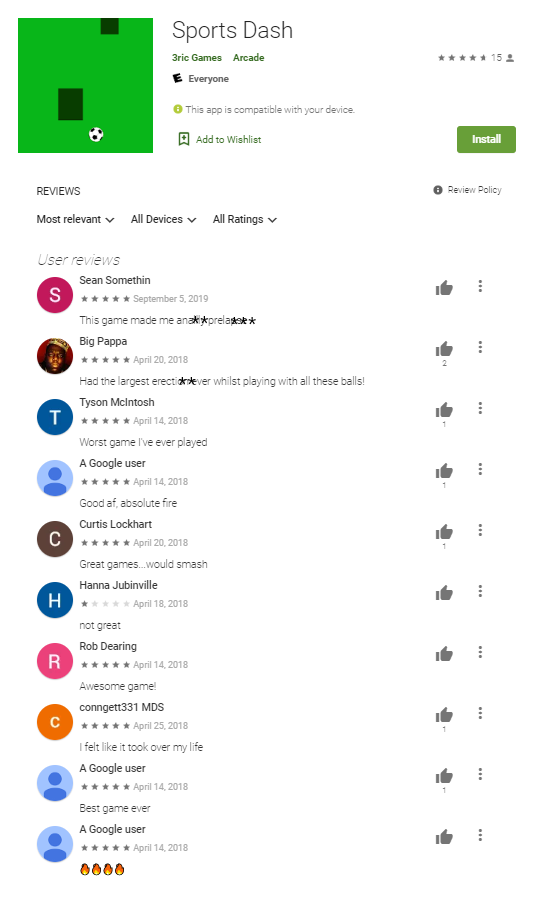 Sports Dash
3ric Games Arcade
15
E Everyone
This app is compatible with your device.
Add to Wishlist
Install
REVIEWS
Review Policy
Most relevant All Devices All Ratings
User reviews
S
Sean Somethin
September 5, 2019
This game made me
Big Pappa
April 20, 2018
2
Had the largest ever whilst playing with all these balls!
T
Tyson McIntosh
April 14, 2018
1
Worst game I've ever played
A Google user
April 14, 2018
1
Good af, absolute fire
C
Curtis Lockhart
April 20, 2018
1
Great games...would smash
H
Hanna Jubinville
April 18, 2018
not great
R
Rob Dearing
April 14, 2018
Awesome game!
c
conngett331 MDS
April 25, 2018
1
I felt like it took over my life
A Google user
April 14, 2018
1
Best game ever
A Google user
April 14, 2018
🔥🔥🔥🔥